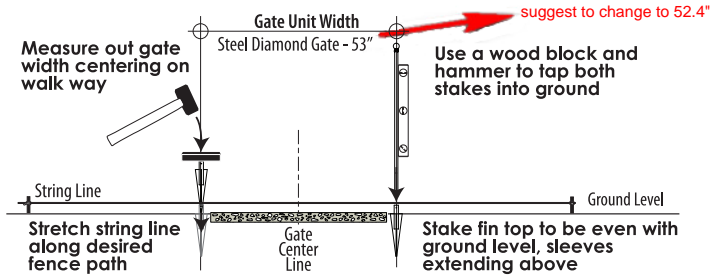 suggest to change to 52.4"
Gate Unit Width
Steel Diamond Gate - 53”
Measure out gate
width centering on
walk way
Use a wood block and
hammer to tap both
stakes into ground
String Line
Ground Level
Stretch string line
along desired
fence path
Gate
Center
Line
Stake fin top to be even with
ground level, sleeves
extending above